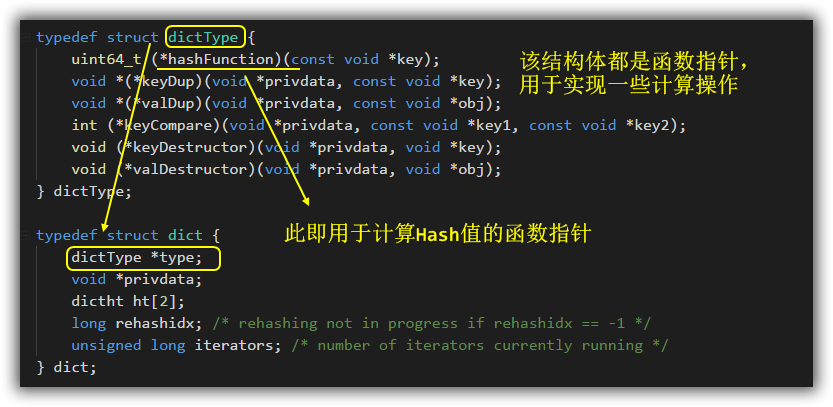 typedef struct dictType {
uint64_t (*hashFunction)(const void *key);
void *(*keyDup)(void *privdata, const void *key);
void *(*valDup)(void *privdata, const void *obj);
int (*keyCompare)(void *privdata, const void *key1, const void *key2);
void (*keyDestructor)(void *privdata, void *key);
void (*valDestructor)(void *privdata, void *obj);
} dictType;
该结构体都是函数指针,
用于实现一些计算操作
此即用于计算Hash值的函数指针
typedef struct dict {
dictType *type;
void *privdata;
dictht ht[2];
long rehashidx; /* rehashing not in progress if rehashidx == -1 */
unsigned long iterators; /* number of iterators currently running */
} dict;